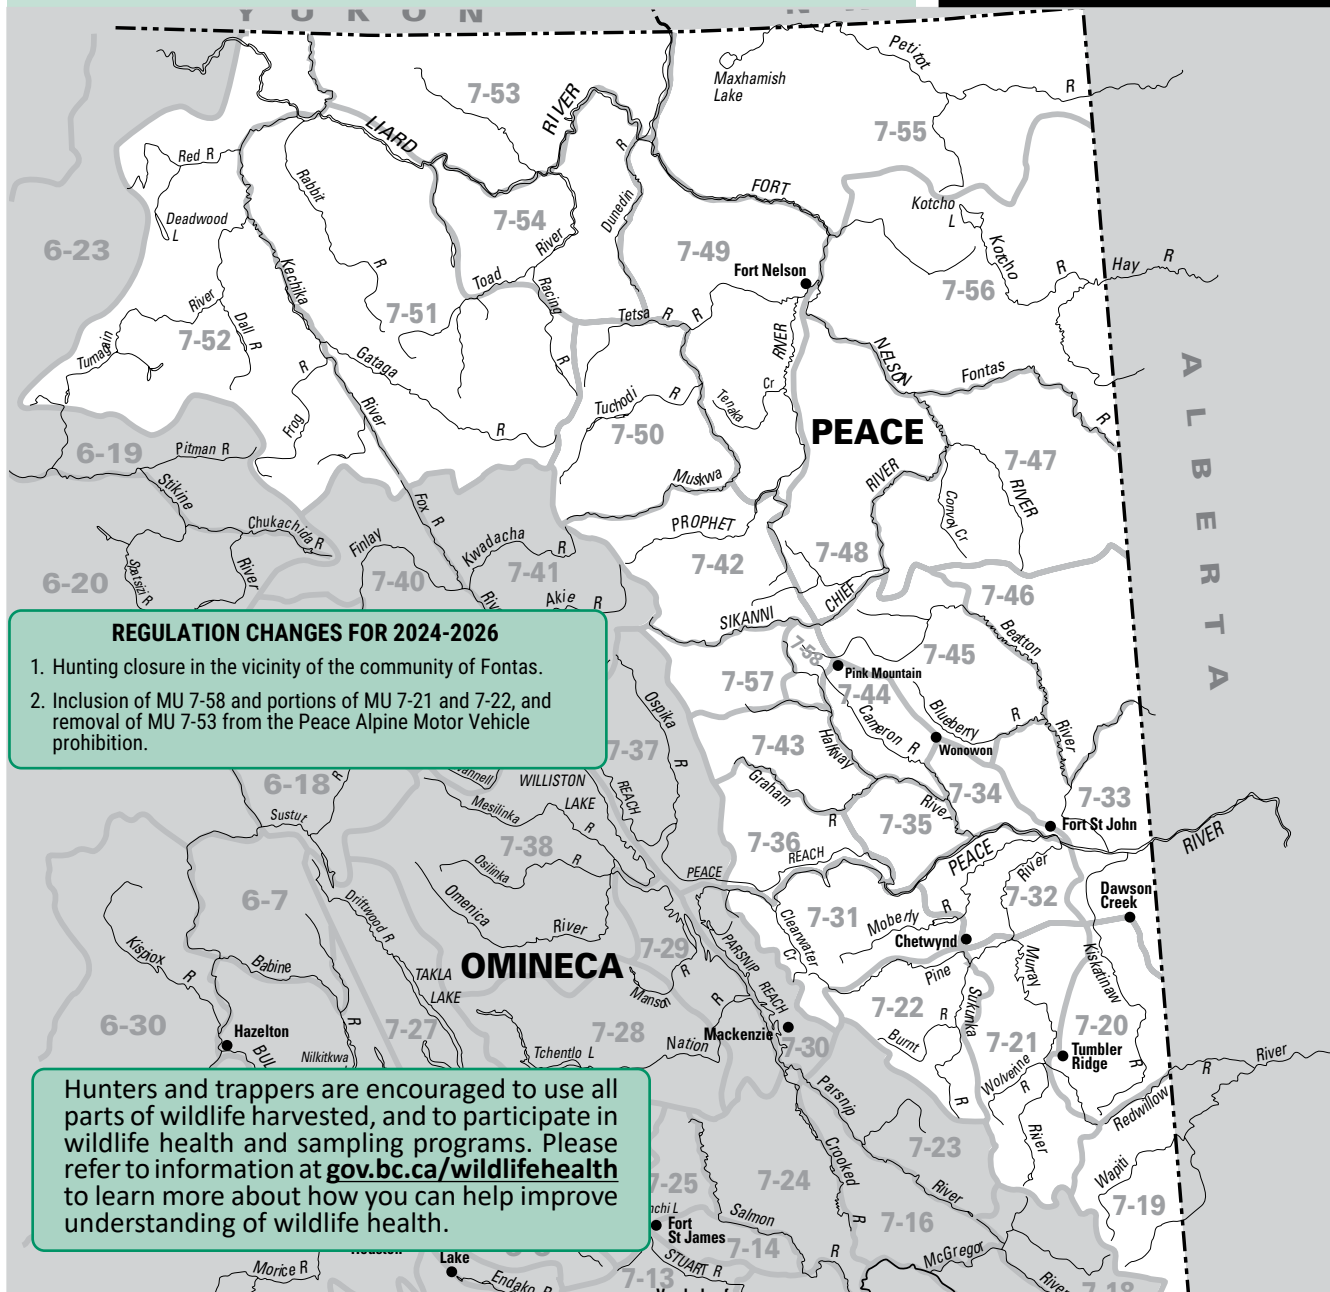 YUKON
Petitot
Maxhamish
Lake
R
7-53
LIARD
RIVER
7-55
Red R
Rabbit
R
Dunedin
FORT
Kotcho
L
Deadwood
L
7-54
River
7-49
6-23
Kechika
R
Toad
Racing
Fort Nelson
Kotcho
R
Hay R
7-56
River
7-51
Tetsa R
R
RIVER
NELSON
7-52
Dall R
Gataga
R
R
Cr
Tenaka
Fontas
R
ALBERTA
Frog
River
R
Tuchodi
R
7-50
PEACE
6-19
Pitman R
Muskwa
RIVER
7-47
RIVER
Stikine
Fox R
Conroy Cr
Chukachida R
Finlay
Kwadacha
R
PROPHET
7-48
7-42
6-20
Spatsizi R
River
7-40
7-41
Akie R
CHIEF
7-46
SIKANNI
Beatton
REGULATION CHANGES FOR 2024-2026
1. Hunting closure in the vicinity of the community of Fontas.
2. Inclusion of MU 7-58 and portions of MU 7-21 and 7-22, and
removal of MU 7-53 from the Peace Alpine Motor Vehicle
prohibition.
7-58
7-45
Pink Mountain
7-57
7-44
Ospika
R
Cameron R
Blueberry
R
River
7-37
7-43
Halfway
Wonowon
6-18
R
WILLISTON
LAKE
REACH
Graham
R
River
7-34
7-33
Sustut
Mesilinka
R
7-35
Fort St John
7-38
7-36
REACH
PEACE
RIVER
Osilinka
R
PEACE
River
7-32
6-7
Driftwood R
Omenica
River
Clearwater
Cr
7-31
Moberly
R
Dawson
Creek
Kispiox
R
Babine
R
TAKLA
LAKE
OMINECA
7-29
PARSNIP
REACH
Chetwynd
Murray
Kiskatinaw
R
Manson
R
Pine
Sukunka
6-30
7-27
7-28
R
Mackenzie
7-22
R
7-20
Hazelton
Nilkitkwa
Tchentlo L
Nation
7-30
Burnt
7-21
Tumbler
Ridge
River
R
Wolverine
R
R
R
Redwillow
Hunters and trappers are encouraged to use all
parts of wildlife harvested, and to participate in
wildlife health and sampling programs. Please
refer to information at gov.bc.ca/wildlifehealth
to learn more about how you can help improve
understanding of wildlife health.
Parsnip
River
Crooked
R
7-23
River
Wapiti
7-25
7-24
7-19
Fort
St James
Salmon
R
7-16
7-14
McGregor
River
Morice R
Lake
Endako R
STUART R
7-13
7-18